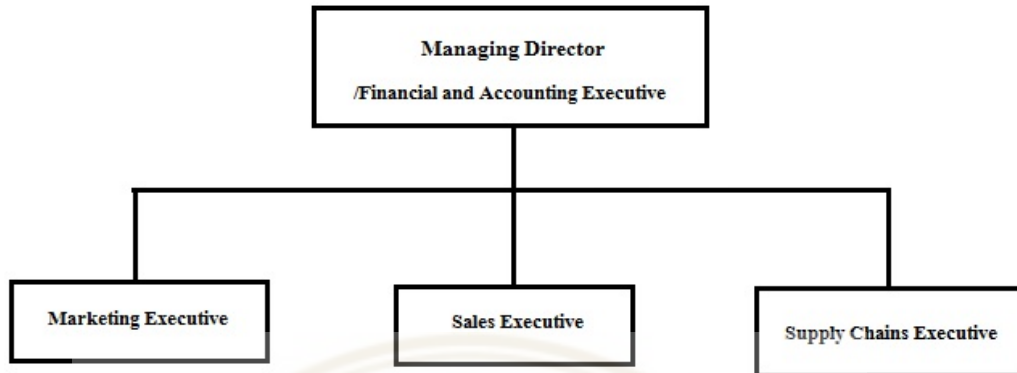 Managing Director
/Financial and Accounting Executive
Marketing Executive
Sales Executive
Supply Chains Executive